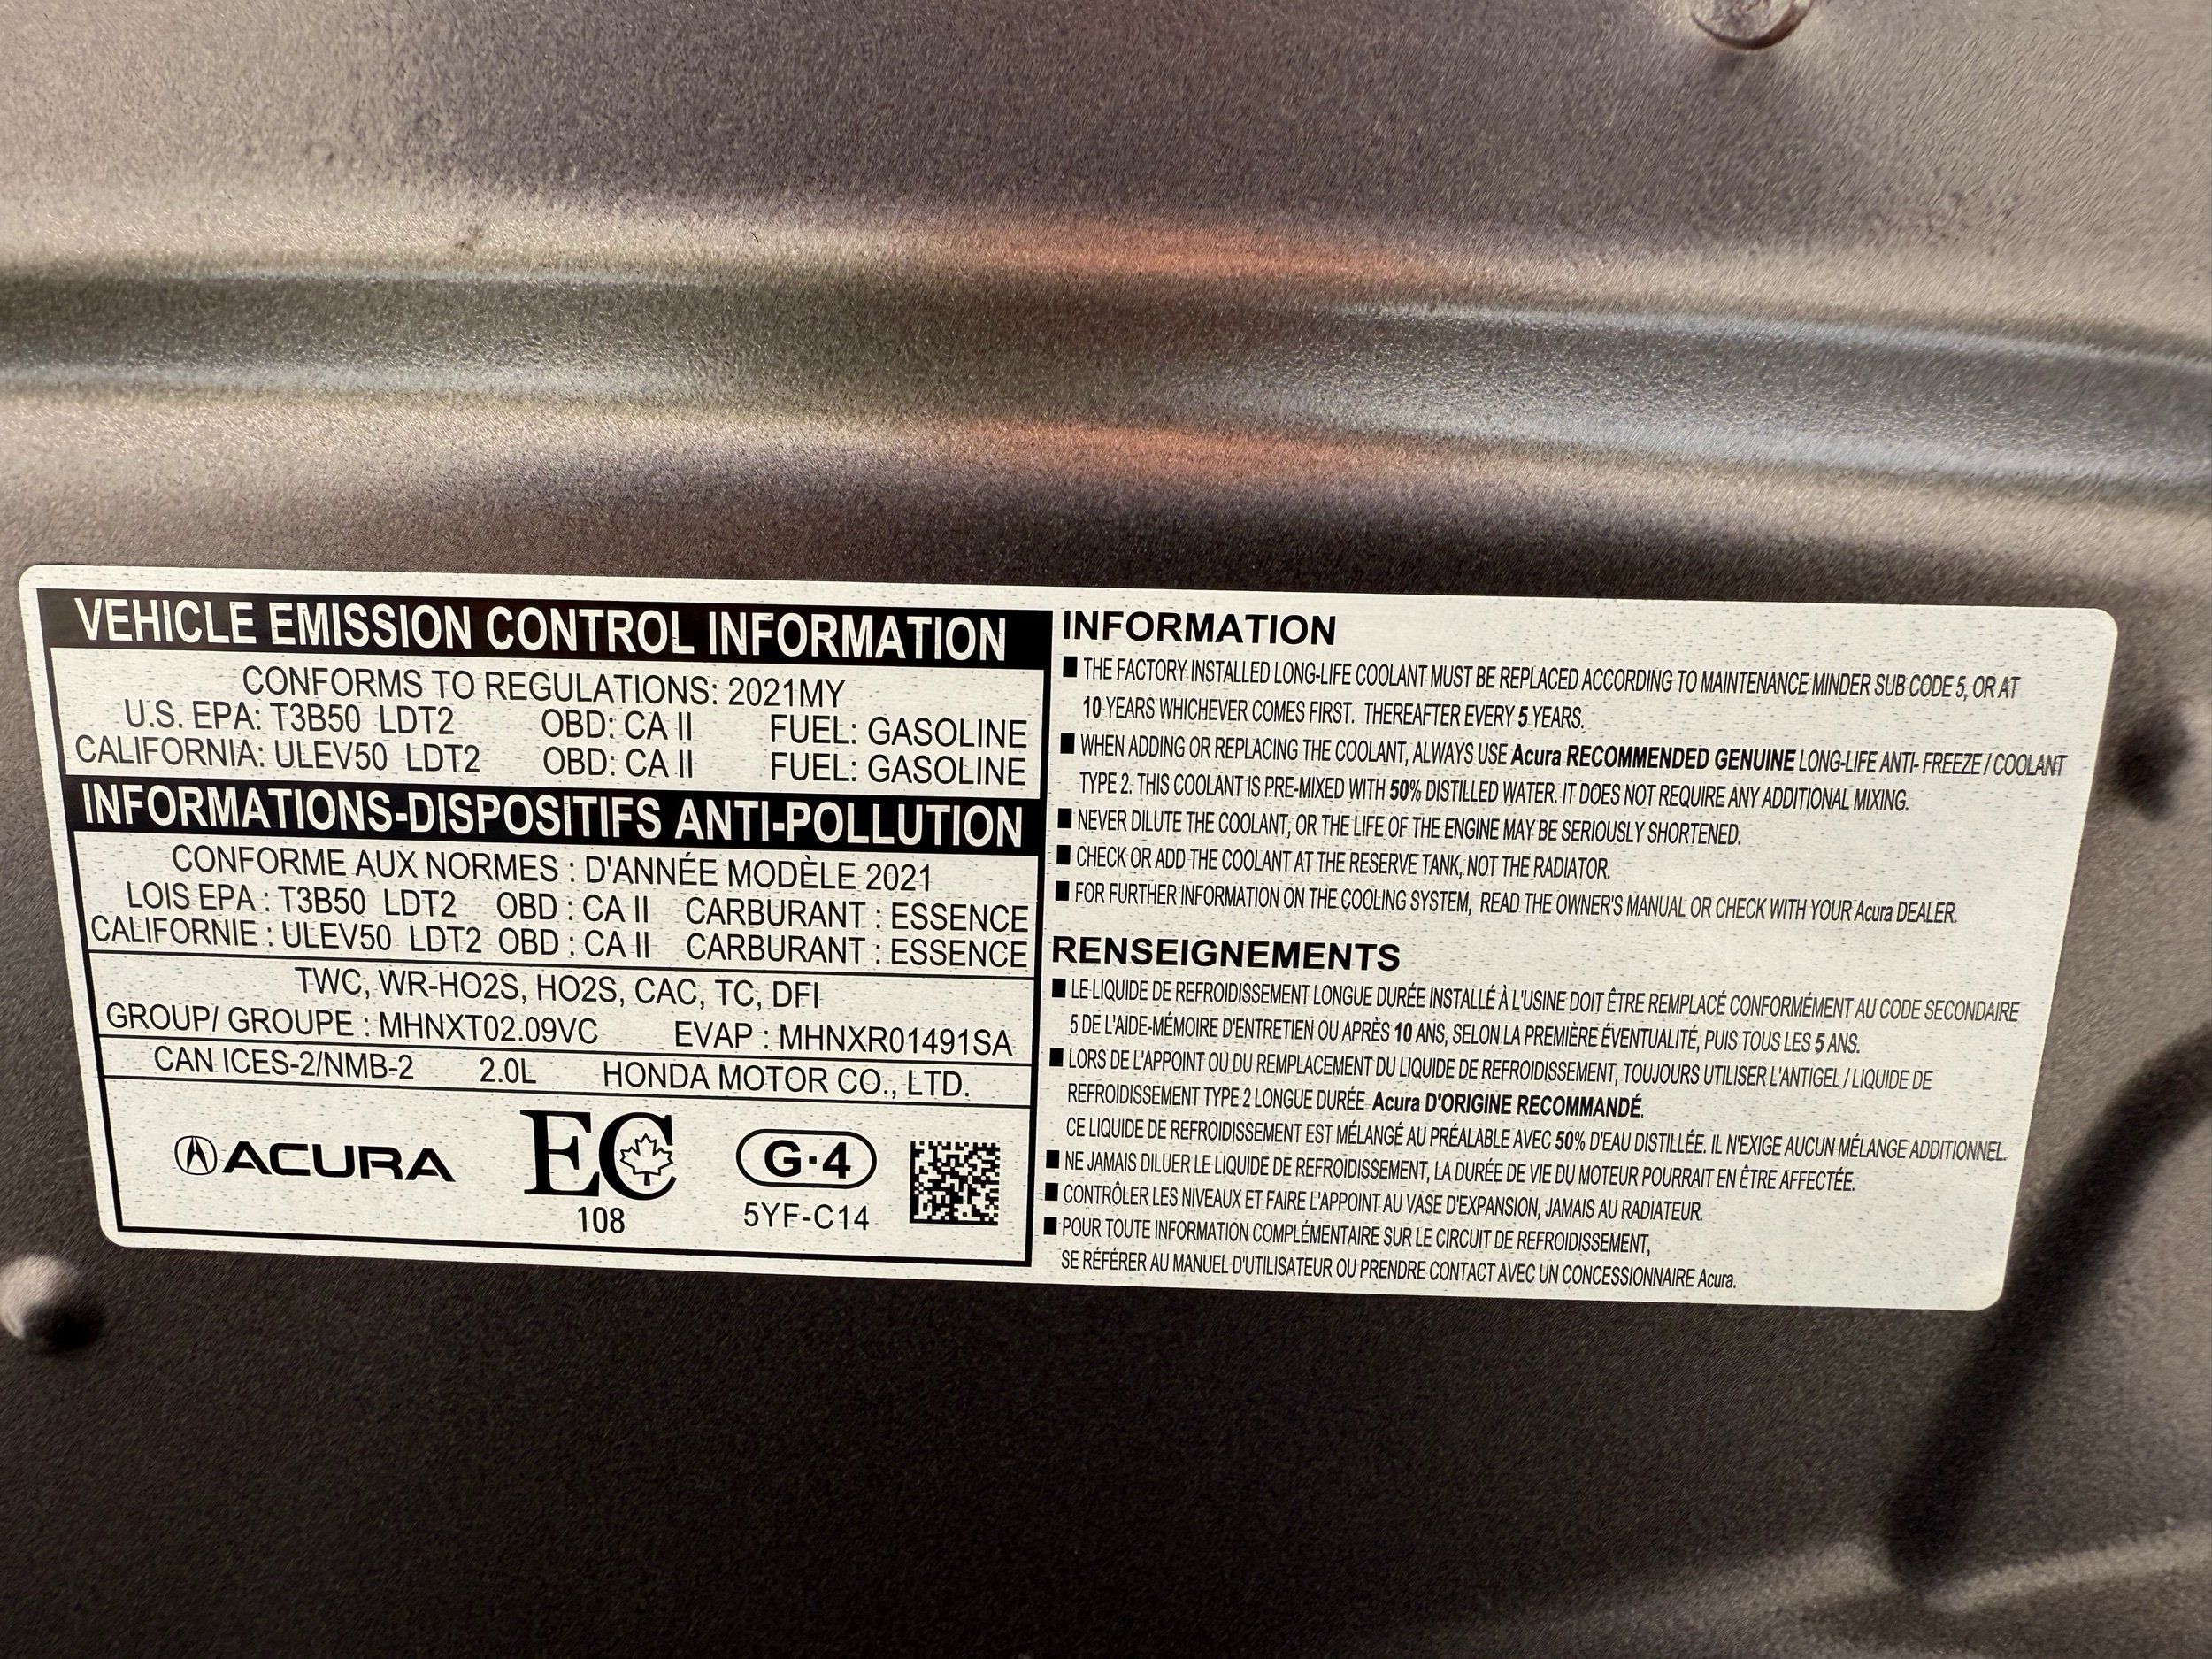 VEHICLE EMISSION CONTROL INFORMATION
CONFORMS TO REGULATIONS: 2021MY
U.S. EPA: T3B50 LDT2 OBD: CA II FUEL: GASOLINE
CALIFORNIA: ULEV50 LDT2 OBD: CA II FUEL: GASOLINE
INFORMATIONS-DISPOSITIFS ANTI-POLLUTION
CONFORME AUX NORMES : D'ANNÉE MODÈLE 2021
LOIS EPA : T3B50 LDT2 OBD : CA II CARBURANT : ESSENCE
CALIFORNIE : ULEV50 LDT2 OBD : CA II CARBURANT : ESSENCE
TWC, WR-HO2S, HO2S, CAC, TC, DFI
GROUP/ GROUPE : MHNXT02.09VC EVAP : MHNXR01491SA
CAN ICES-2/NMB-2 2.0L HONDA MOTOR CO., LTD.
ACURA EC G·4
108 5YF-C14
INFORMATION
■ THE FACTORY INSTALLED LONG-LIFE COOLANT MUST BE REPLACED ACCORDING TO MAINTENANCE MINDER SUB CODE 5, OR AT
10 YEARS WHICHEVER COMES FIRST. THEREAFTER EVERY 5 YEARS.
■ WHEN ADDING OR REPLACING THE COOLANT, ALWAYS USE Acura RECOMMENDED GENUINE LONG-LIFE ANTI- FREEZE / COOLANT
TYPE 2. THIS COOLANT IS PRE-MIXED WITH 50% DISTILLED WATER. IT DOES NOT REQUIRE ANY ADDITIONAL MIXING.
■ NEVER DILUTE THE COOLANT, OR THE LIFE OF THE ENGINE MAY BE SERIOUSLY SHORTENED.
■ CHECK OR ADD THE COOLANT AT THE RESERVE TANK, NOT THE RADIATOR.
■ FOR FURTHER INFORMATION ON THE COOLING SYSTEM, READ THE OWNER'S MANUAL OR CHECK WITH YOUR Acura DEALER.
RENSEIGNEMENTS
■ LE LIQUIDE DE REFROIDISSEMENT LONGUE DURÉE INSTALLÉ À L'USINE DOIT ÊTRE REMPLACÉ CONFORMÉMENT AU CODE SECONDAIRE
5 DE L'AIDE-MÉMOIRE D'ENTRETIEN OU APRÈS 10 ANS, SELON LA PREMIÈRE ÉVENTUALITÉ, PUIS TOUS LES 5 ANS.
■ LORS DE L'APPOINT OU DU REMPLACEMENT DU LIQUIDE DE REFROIDISSEMENT, TOUJOURS UTILISER L'ANTIGEL / LIQUIDE DE
REFROIDISSEMENT TYPE 2 LONGUE DURÉE Acura D'ORIGINE RECOMMANDÉ.
CE LIQUIDE DE REFROIDISSEMENT EST MÉLANGÉ AU PRÉALABLE AVEC 50% D'EAU DISTILLÉE. IL N'EXIGE AUCUN MÉLANGE ADDITIONNEL.
■ NE JAMAIS DILUER LE LIQUIDE DE REFROIDISSEMENT, LA DURÉE DE VIE DU MOTEUR POURRAIT EN ÊTRE AFFECTÉE.
■ CONTRÔLER LES NIVEAUX ET FAIRE L'APPOINT AU VASE D'EXPANSION, JAMAIS AU RADIATEUR.
■ POUR TOUTE INFORMATION COMPLÉMENTAIRE SUR LE CIRCUIT DE REFROIDISSEMENT,
SE RÉFÉRER AU MANUEL D'UTILISATEUR OU PRENDRE CONTACT AVEC UN CONCESSIONNAIRE Acura.